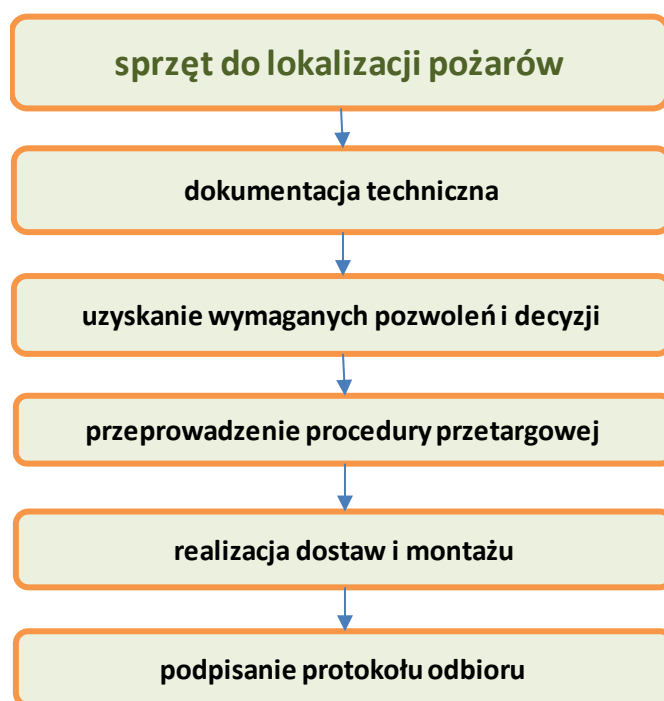 sprzęt do lokalizacji pożarów
dokumentacja techniczna
uzyskanie wymaganych pozwoleń i decyzji
przeprowadzenie procedury przetargowej
realizacja dostaw i montażu
podpisanie protokołu odbioru